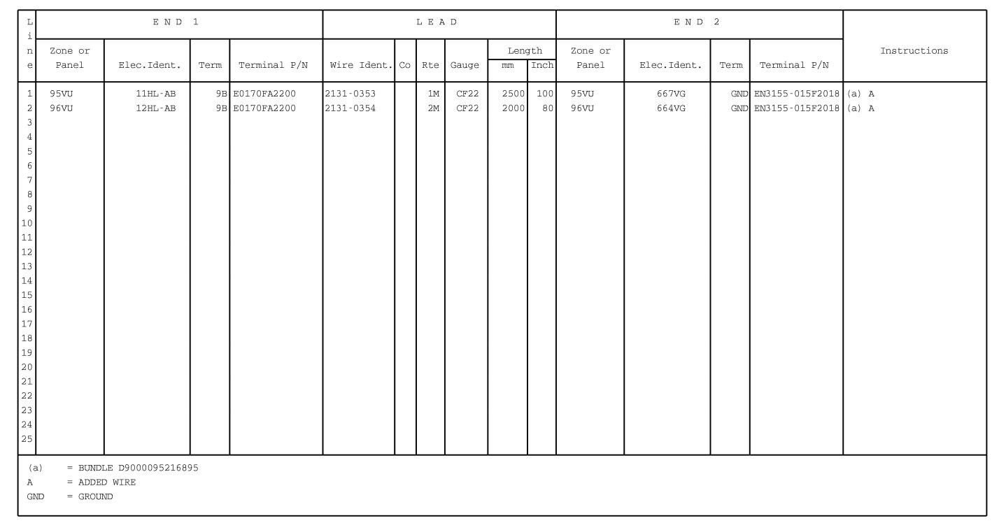 L E N D 1 L E A D E N D 2
i
n Zone or Length Zone or Instructions
e Panel Elec.Ident. Term Terminal P/N Wire Ident. Co Rte Gauge mm Inch Panel Elec.Ident. Term Terminal P/N
1 95VU 11HL-AB 9B E0170FA2200 2131-0353 1M CF22 2500 100 95VU 667VG GND EN3155-015F2018 (a) A
2 96VU 12HL-AB 9B E0170FA2200 2131-0354 2M CF22 2000 80 96VU 664VG GND EN3155-015F2018 (a) A
3
4
5
6
7
8
9
10
11
12
13
14
15
16
17
18
19
20
21
22
23
24
25
(a) = BUNDLE D9000095216895
A = ADDED WIRE
GND = GROUND